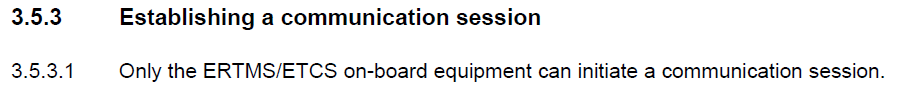 3.5.3 Establishing a communication session
3.5.3.1 Only the ERTMS/ETCS on-board equipment can initiate a communication session.